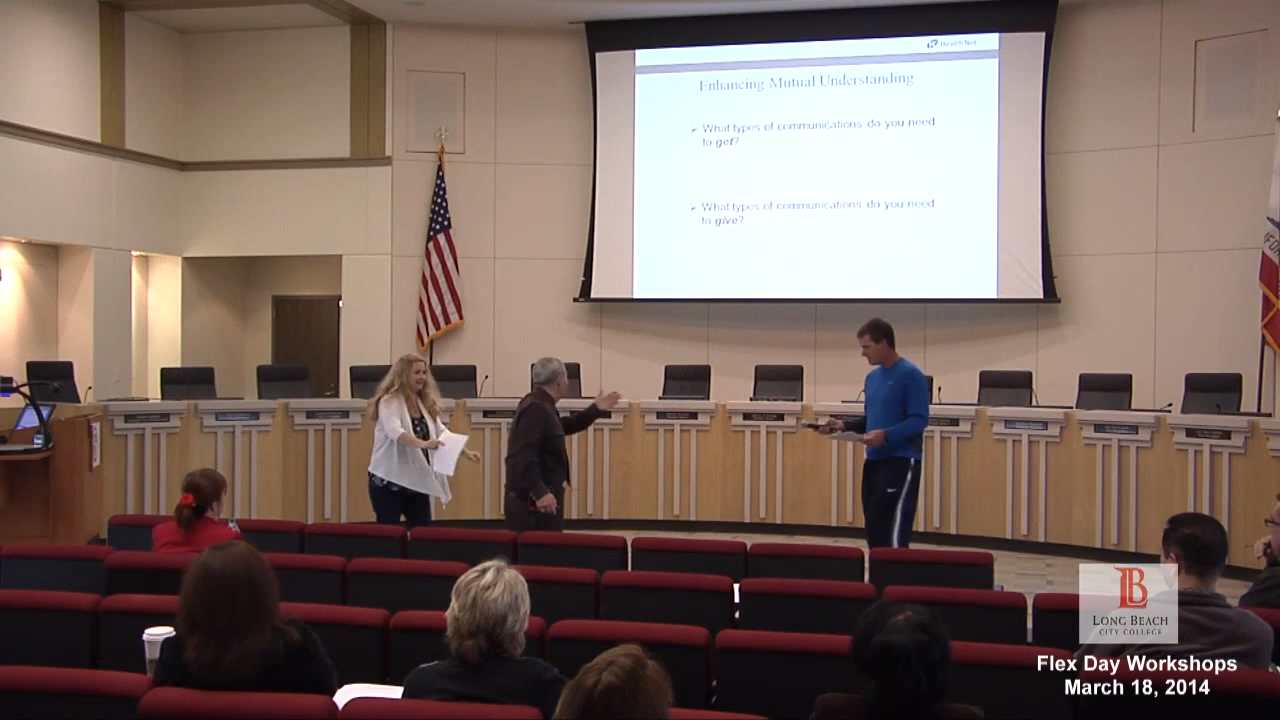 Health Net
Enhancing Mutual Understanding
➢ What types of communications do you need
to get?
➢ What types of communications do you need
to give?
LB
LONG BEACH
CITY COLLEGE
Flex Day Workshops
March 18, 2014